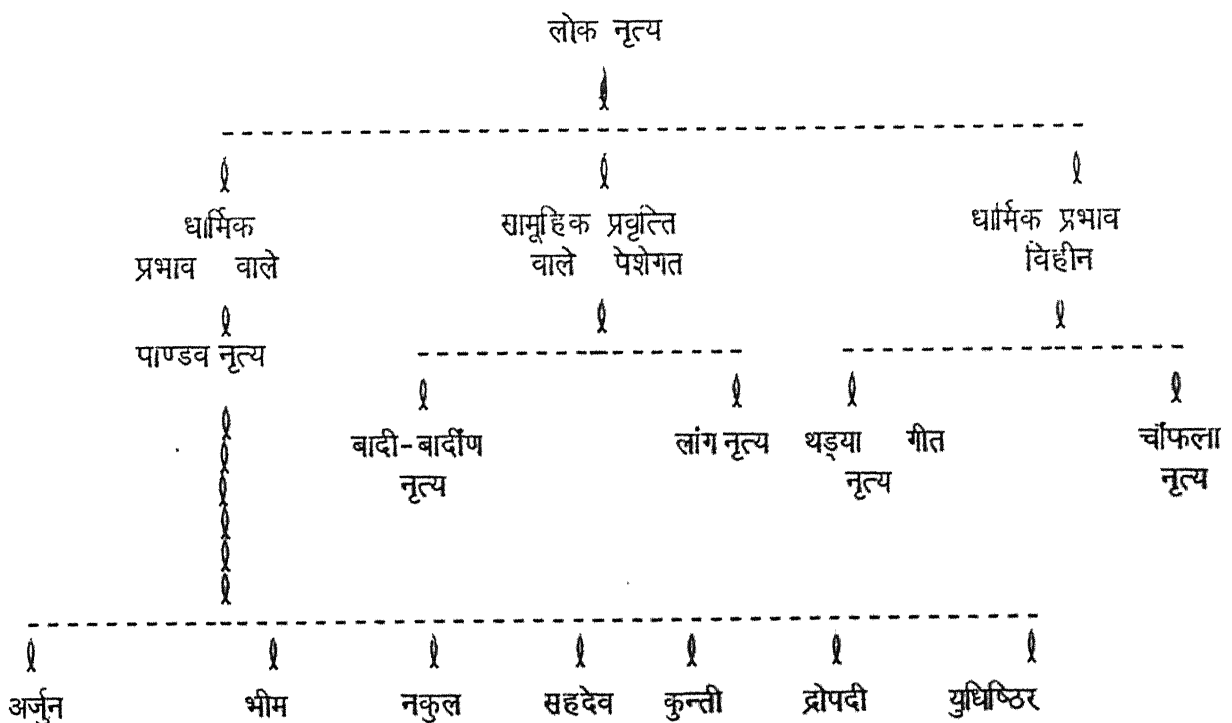 लोक नृत्य
धार्मिक
प्रभाव वाले
सामूहिक प्रवृत्ति
वाले पेशेगत
धार्मिक प्रभाव
विहीन
पाण्डव नृत्य
बादी-बादींण
नृत्य
लांग नृत्य
थड़्या गीत
नृत्य
चौंफला
नृत्य
अर्जुन भीम नकुल सहदेव कुन्ती द्रोपदी युधिष्ठिर